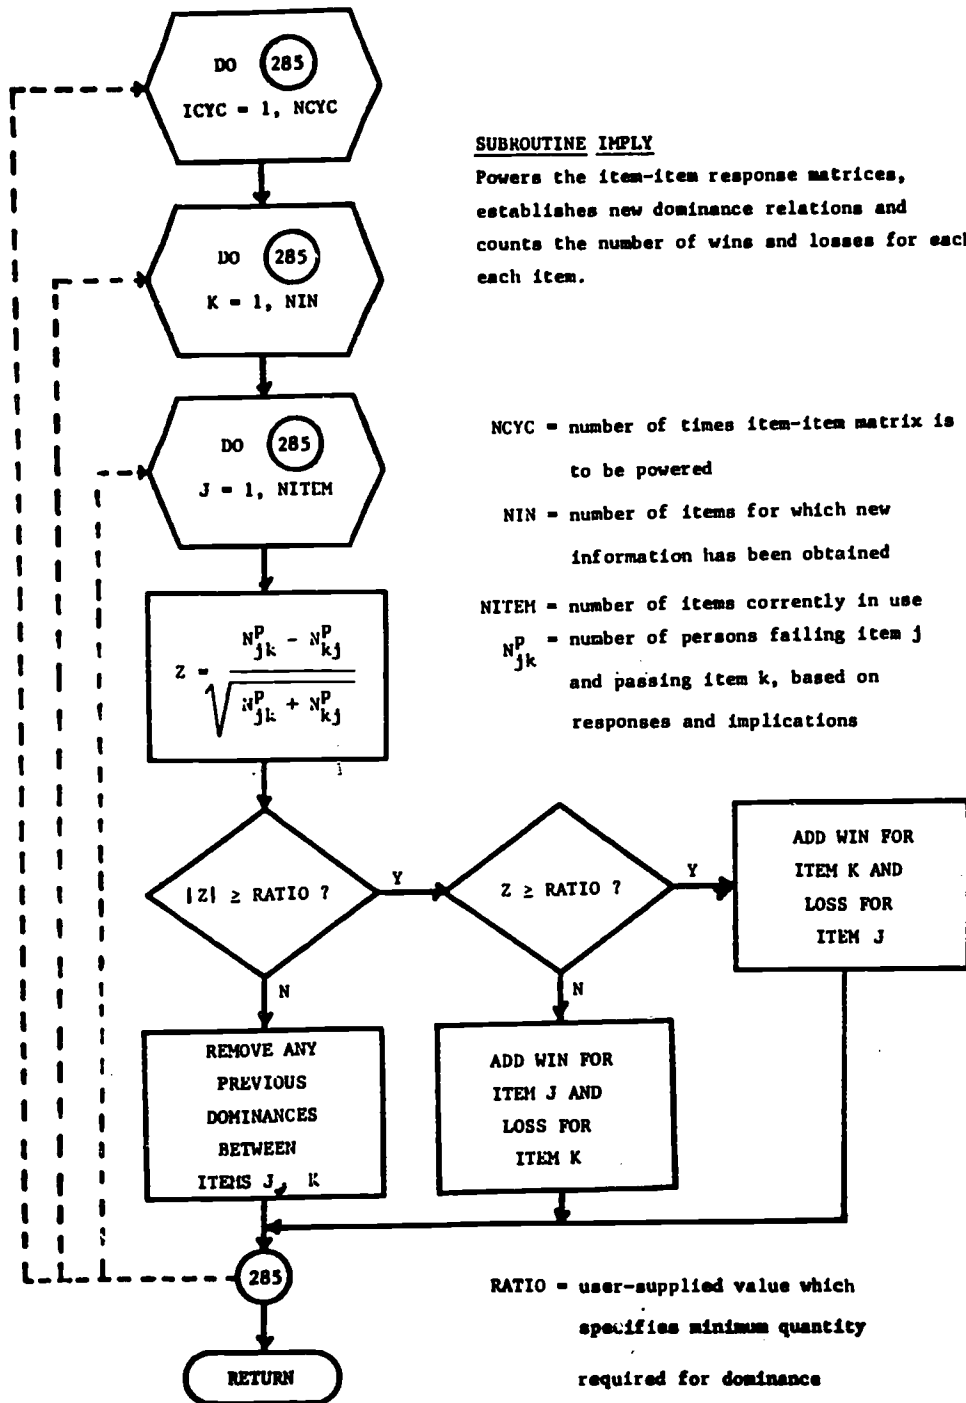 DO 285
ICYC = 1, NCYC
SUBROUTINE IMPLY
Powers the item-item response matrices,
establishes new dominance relations and
counts the number of wins and losses for each
each item.
DO 285
K = 1, NIN
DO 285
J = 1, NITEM
NCYC = number of times item-item matrix is
to be powered
NIN = number of items for which new
information has been obtained
NITEM = number of items corrently in use
N^P_jk = number of persons failing item j
and passing item k, based on
responses and implications
Z = N^P_jk - N^P_kj / √ N^P_jk + N^P_kj
|Z| ≥ RATIO ?
Y
N
Z ≥ RATIO ?
Y
N
ADD WIN FOR
ITEM K AND
LOSS FOR
ITEM J
REMOVE ANY
PREVIOUS
DOMINANCES
BETWEEN
ITEMS J, K
ADD WIN FOR
ITEM J AND
LOSS FOR
ITEM K
285
RETURN
RATIO = user-supplied value which
specifies minimum quantity
required for dominance